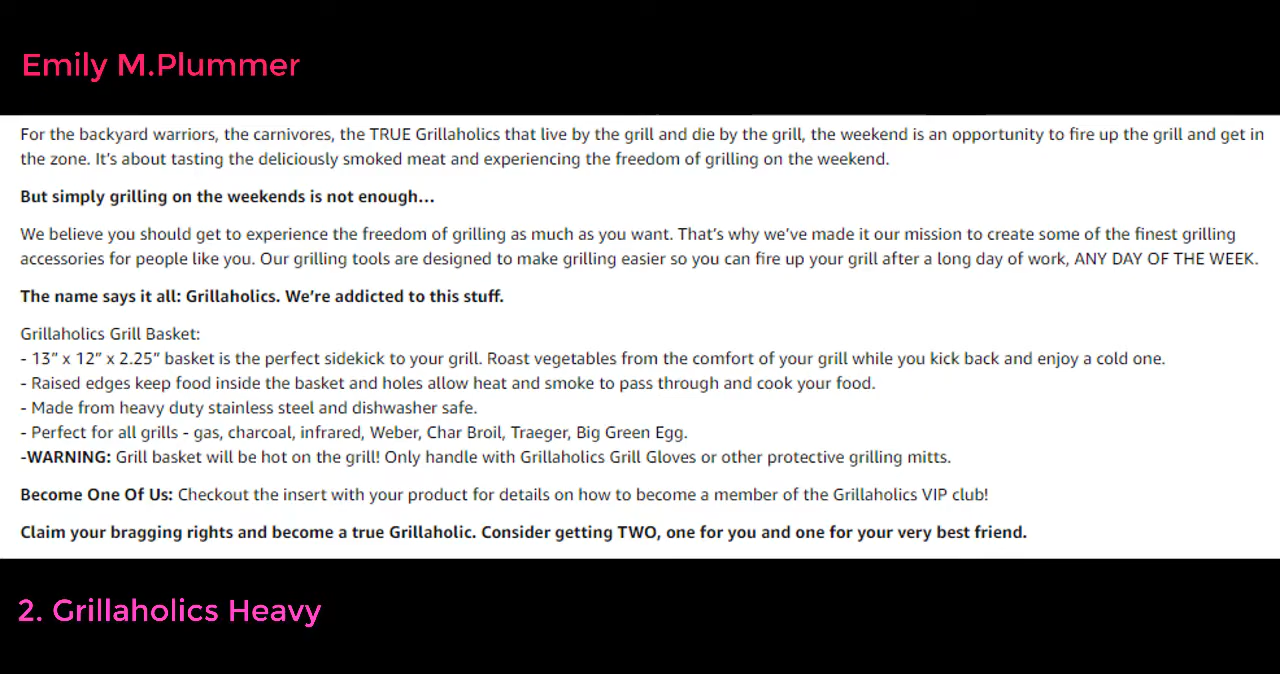 Emily M.Plummer
For the backyard warriors, the carnivores, the TRUE Grillaholics that live by the grill and die by the grill, the weekend is an opportunity to fire up the grill and get in
the zone. It’s about tasting the deliciously smoked meat and experiencing the freedom of grilling on the weekend.
But simply grilling on the weekends is not enough…
We believe you should get to experience the freedom of grilling as much as you want. That’s why we’ve made it our mission to create some of the finest grilling
accessories for people like you. Our grilling tools are designed to make grilling easier so you can fire up your grill after a long day of work, ANY DAY OF THE WEEK.
The name says it all: Grillaholics. We’re addicted to this stuff.
Grillaholics Grill Basket:
- 13” x 12” x 2.25” basket is the perfect sidekick to your grill. Roast vegetables from the comfort of your grill while you kick back and enjoy a cold one.
- Raised edges keep food inside the basket and holes allow heat and smoke to pass through and cook your food.
- Made from heavy duty stainless steel and dishwasher safe.
- Perfect for all grills - gas, charcoal, infrared, Weber, Char Broil, Traeger, Big Green Egg.
-WARNING: Grill basket will be hot on the grill! Only handle with Grillaholics Grill Gloves or other protective grilling mitts.
Become One Of Us: Checkout the insert with your product for details on how to become a member of the Grillaholics VIP club!
Claim your bragging rights and become a true Grillaholic. Consider getting TWO, one for you and one for your very best friend.
2. Grillaholics Heavy